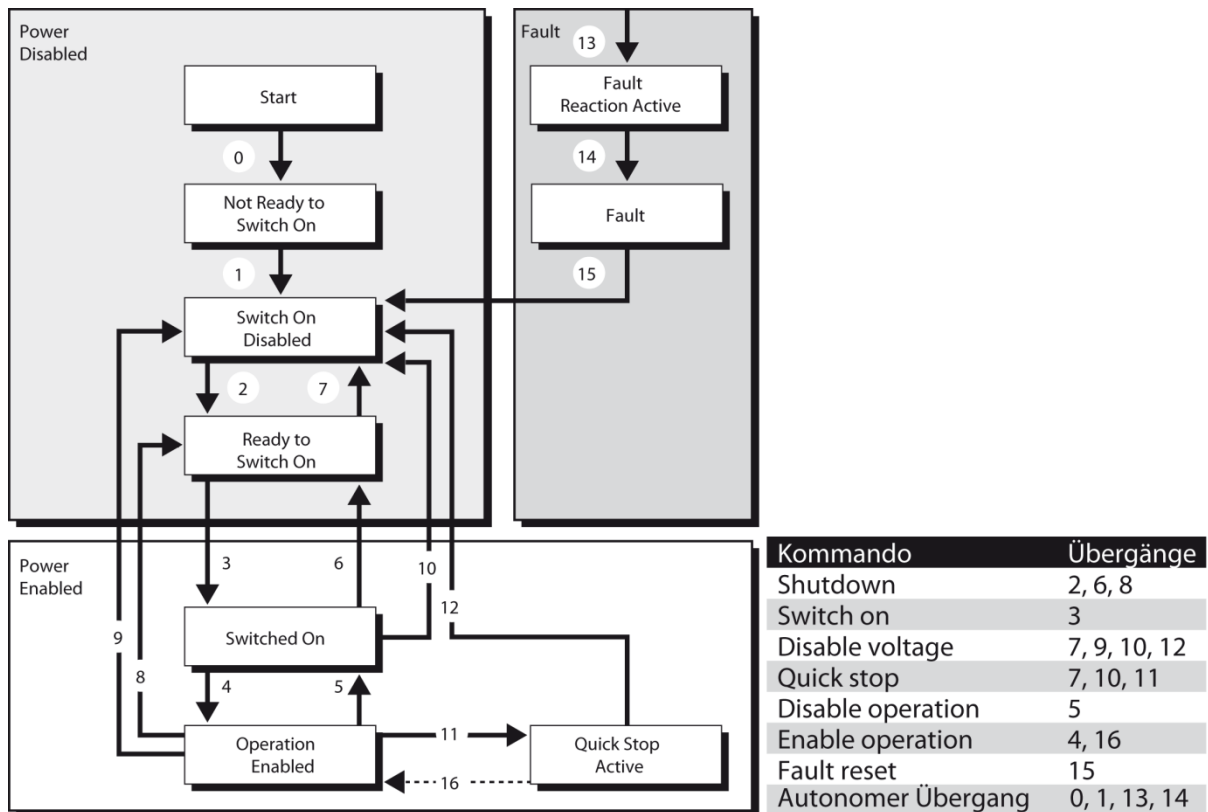 Power
Disabled
Start
0
Not Ready to
Switch On
1
Switch On
Disabled
2
7
Ready to
Switch On
Fault
13
Fault
Reaction Active
14
Fault
15
Power
Enabled
3
6
10
12
Switched On
9
8
4
5
Operation
Enabled
11
16
Quick Stop
Active
Kommando Übergänge
Shutdown 2, 6, 8
Switch on 3
Disable voltage 7, 9, 10, 12
Quick stop 7, 10, 11
Disable operation 5
Enable operation 4, 16
Fault reset 15
Autonomer Übergang 0, 1, 13, 14